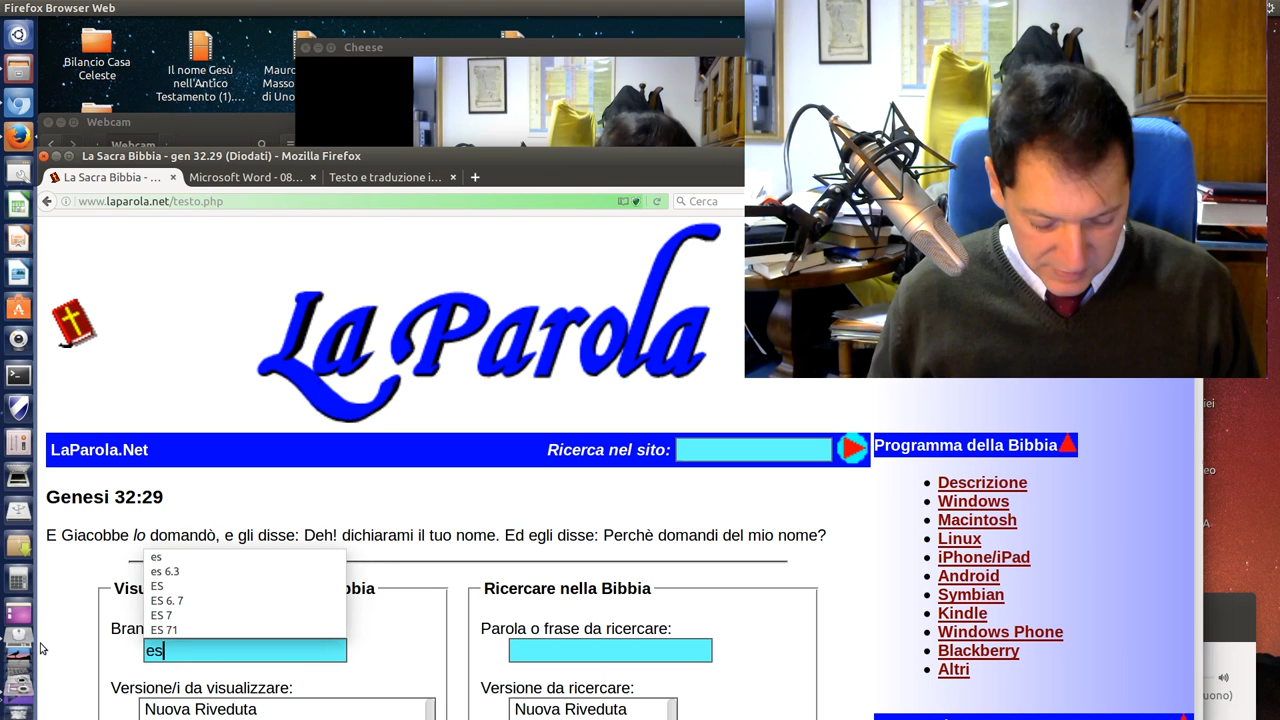 Firefox Browser Web
Bilancio Casa
Celeste
Il nome Gesù
nell'Antico
Testamento (1)....
Mauro
Masso
di Uno
Cheese
Webcam
Webcam
La Sacra Bibbia - gen 32.29 (Diodati) - Mozilla Firefox
La Sacra Bibbia - ...
Microsoft Word - 08...
Testo e traduzione i...
www.laparola.net/testo.php
Cerca
La Parola
LaParola.Net
Ricerca nel sito:
Programma della Bibbia
Descrizione
Windows
Macintosh
Linux
iPhone/iPad
Android
Symbian
Kindle
Windows Phone
Blackberry
Altri
Genesi 32:29
E Giacobbe lo domandò, e gli disse: Deh! dichiarami il tuo nome. Ed egli disse: Perchè domandi del mio nome?
es
es 6.3
ES
ES 6. 7
ES 7
ES 71
Visu
bbia
Bran
es
Versione/i da visualizzare:
Nuova Riveduta
Ricercare nella Bibbia
Parola o frase da ricercare:
Versione da ricercare:
Nuova Riveduta
iei
eo
A
uono)